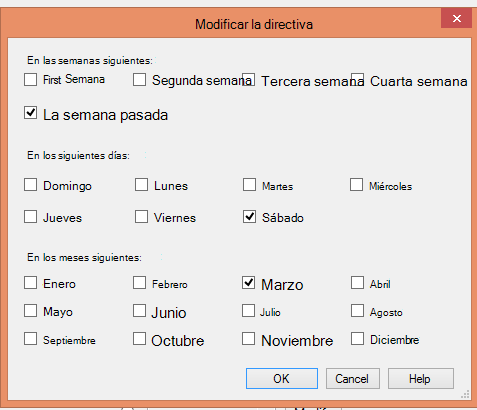 Modificar la directiva
En las semanas siguientes:
First Semana Segunda semana Tercera semana Cuarta semana
La semana pasada
En los siguientes días:
Domingo Lunes Martes Miércoles
Jueves Viernes Sábado
En los meses siguientes:
Enero Febrero Marzo Abril
Mayo Junio Julio Agosto
Septiembre Octubre Noviembre Diciembre
OK Cancel Help